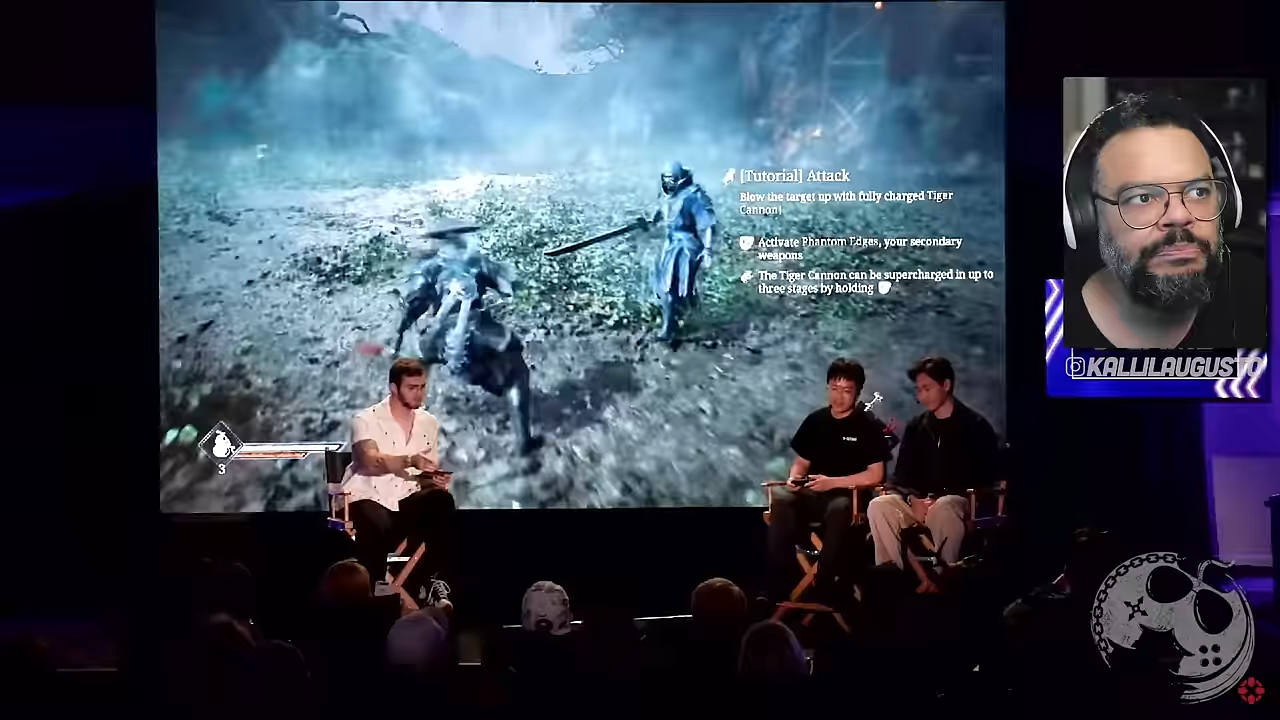 [Tutorial] Attack
Blow the target up with fully charged Tiger
Cannon!
Activate Phantom Edges, your secondary
weapons
The Tiger Cannon can be supercharged in up to
three stages by holding
3
@KALLILAUGUSTO